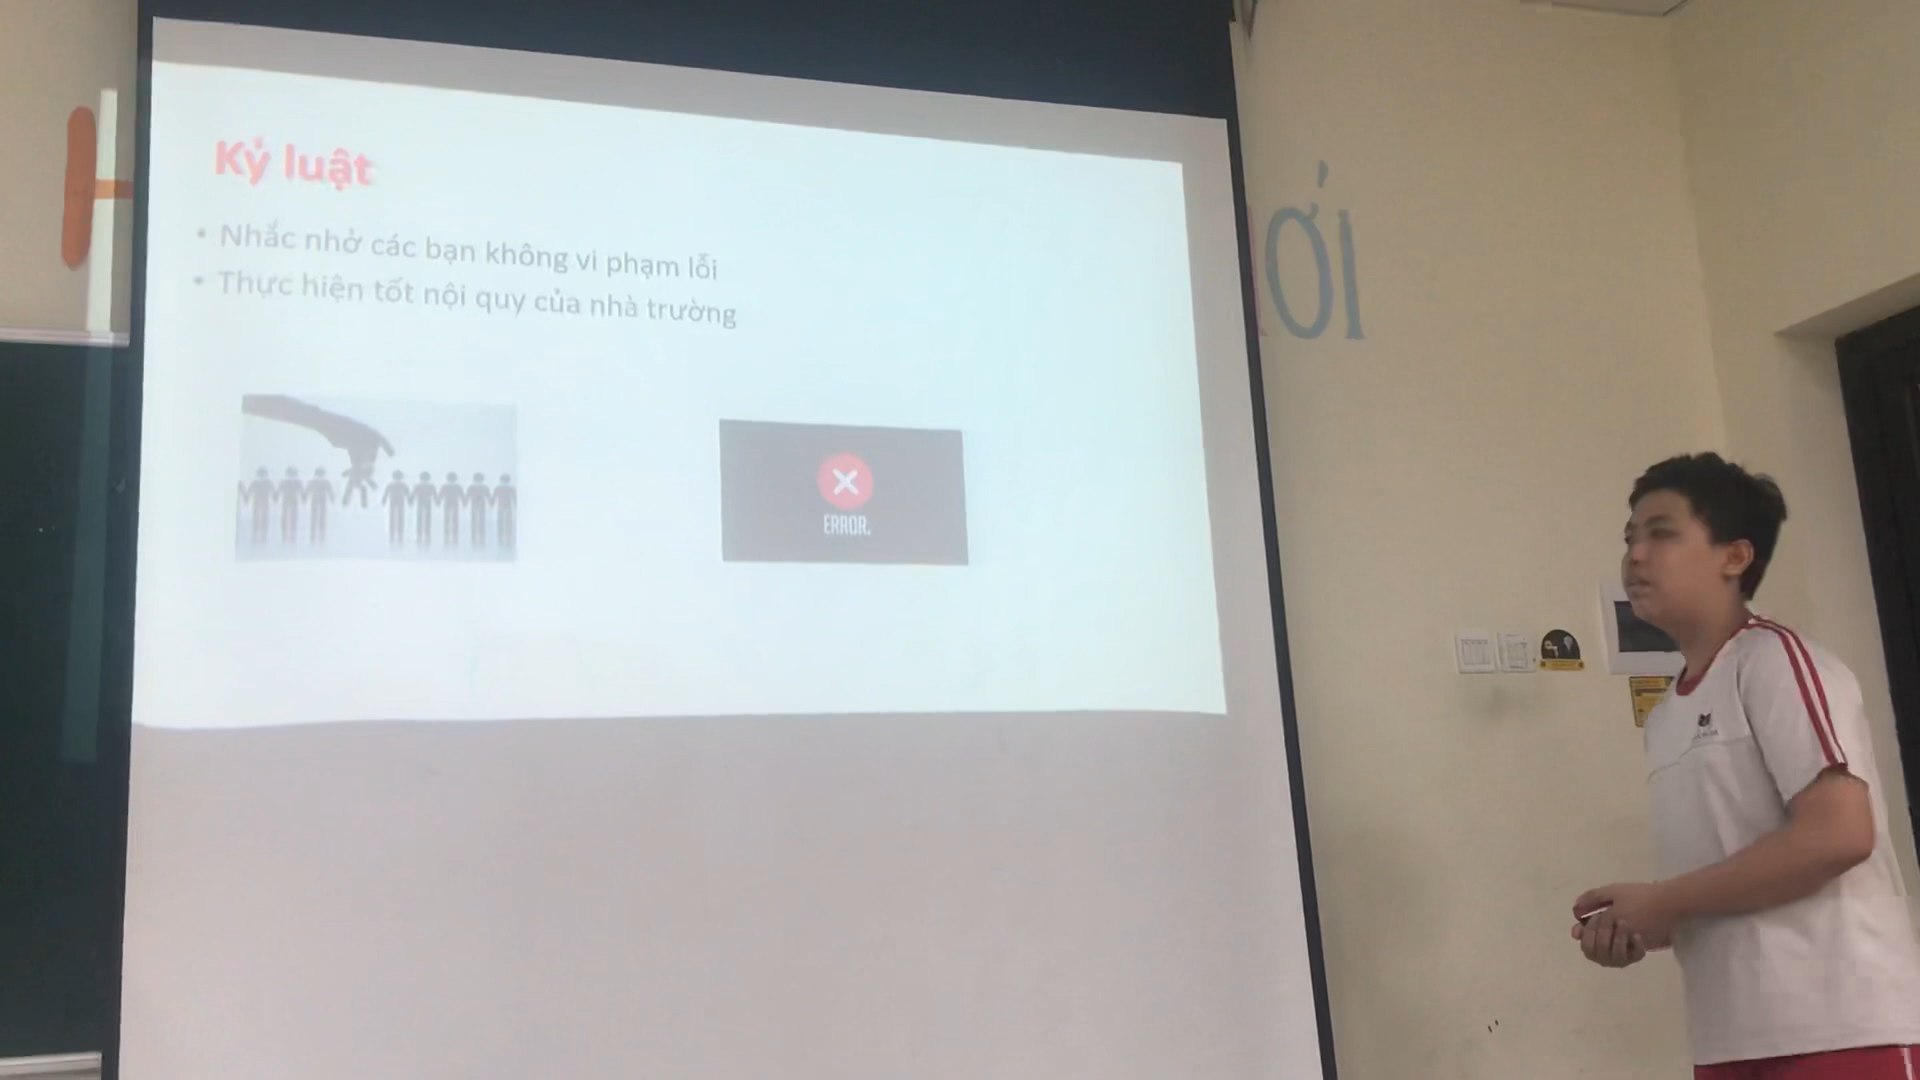 Kỷ luật
• Nhắc nhở các bạn không vi phạm lỗi
• Thực hiện tốt nội quy của nhà trường
ERROR.
ỚI